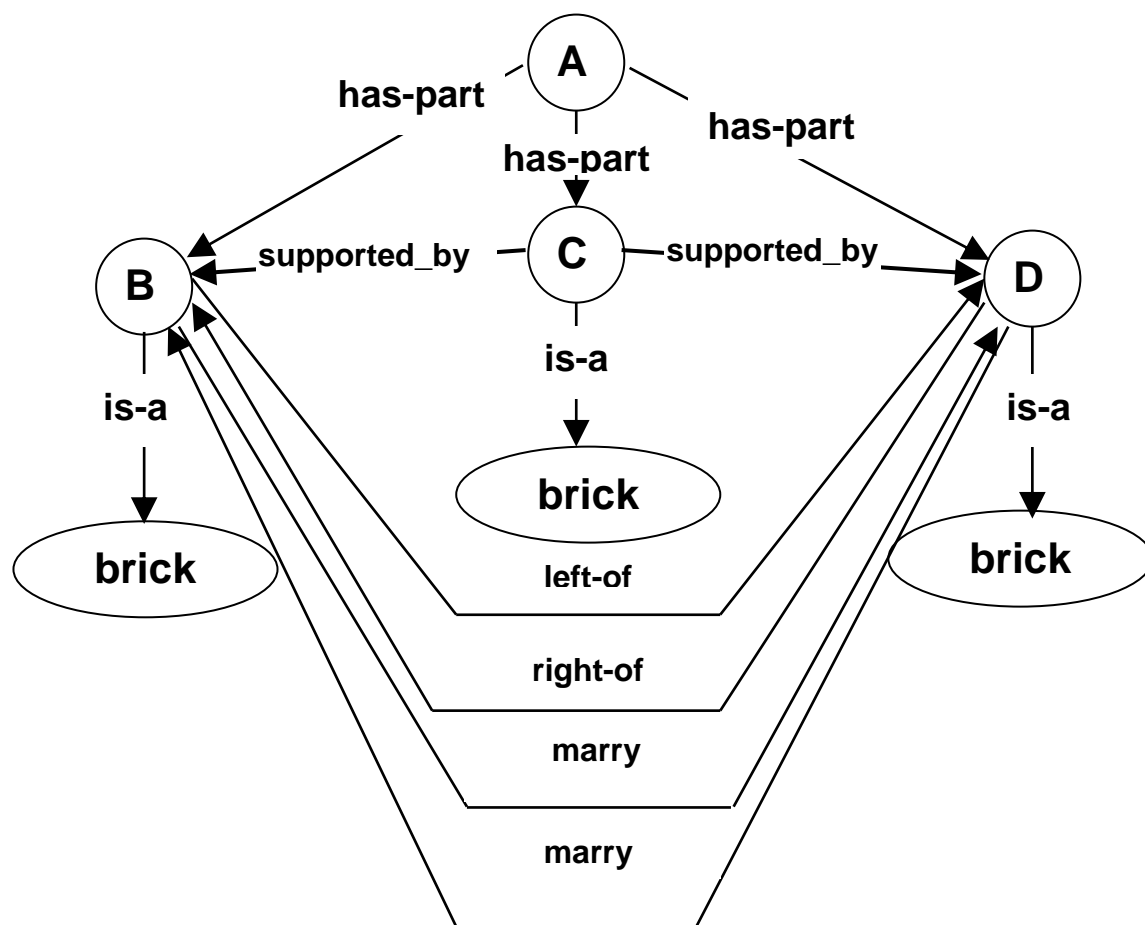 A
has-part
has-part
has-part
supported_by
C
supported_by
B
D
is-a
is-a
is-a
brick
brick
brick
left-of
right-of
marry
marry